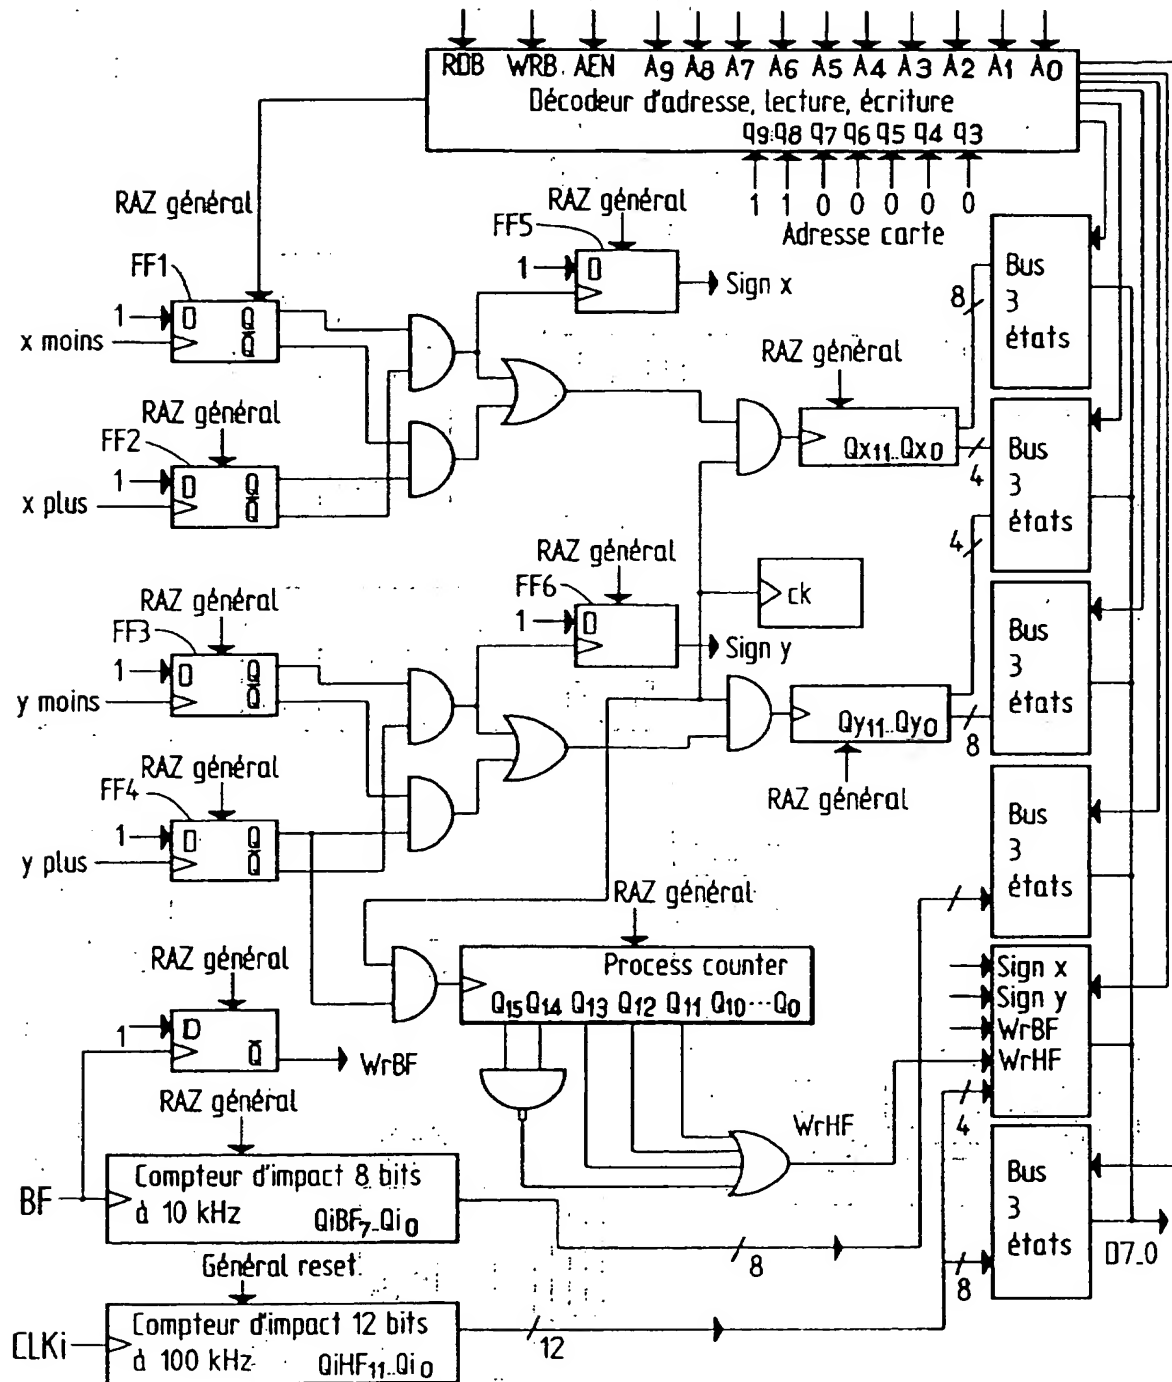 RDB WRB AEN A9 A8 A7 A6 A5 A4 A3 A2 A1 A0
Décodeur d'adresse, lecture, écriture
Q9 Q8 Q7 Q6 Q5 Q4 Q3
1 1 0 0 0 0 0
Adresse carte
RAZ général
FF1
1
D
Q
Q̅
x moins
RAZ général
FF2
1
D
Q
Q̅
x plus
RAZ général
FF5
1
D
Sign x
RAZ général
Qx11..Qx0
8
4
Bus
3
états
Bus
3
états
4
RAZ général
FF3
1
D
Q
Q̅
y moins
RAZ général
FF4
1
D
Q
Q̅
y plus
RAZ général
FF6
1
D
Sign y
ck
Qy11..Qy0
RAZ général
8
Bus
3
états
Bus
3
états
RAZ général
Process counter
Q15 Q14 Q13 Q12 Q11 Q10 ... Q0
RAZ général
1
D
Q̅
WrBF
WrHF
Sign x
Sign y
WrBF
WrHF
4
RAZ général
BF
Compteur d'impact 8 bits
à 10 kHz QiBF7..Qi0
8
Général reset
CLKi
Compteur d'impact 12 bits
à 100 kHz QiHF11..Qi0
12
8
Bus
3
états
D7_0